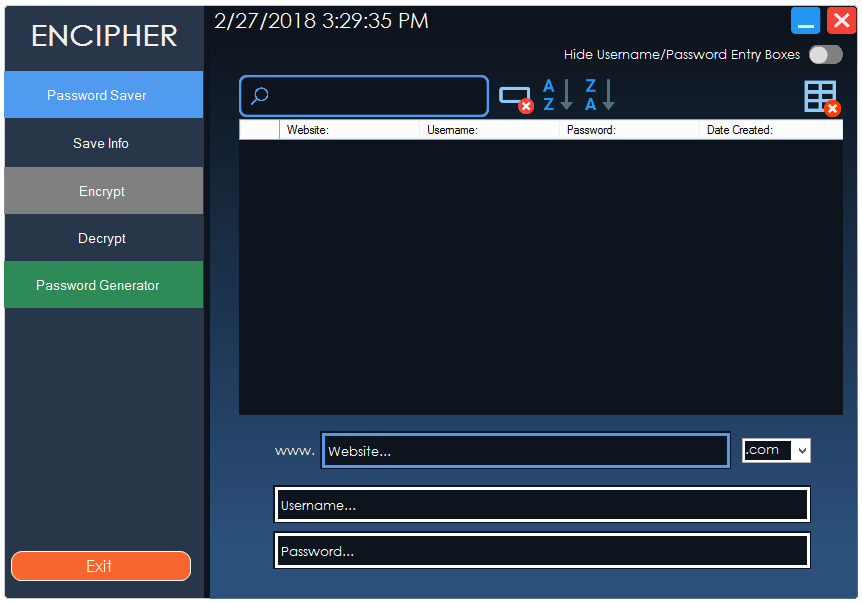 ENCIPHER
2/27/2018 3:29:35 PM
Hide Username/Password Entry Boxes
Password Saver
Save Info
Encrypt
Decrypt
Password Generator
Exit
A Z
Z A
Website: Username: Password: Date Created:
www. Website... .com
Username...
Password...